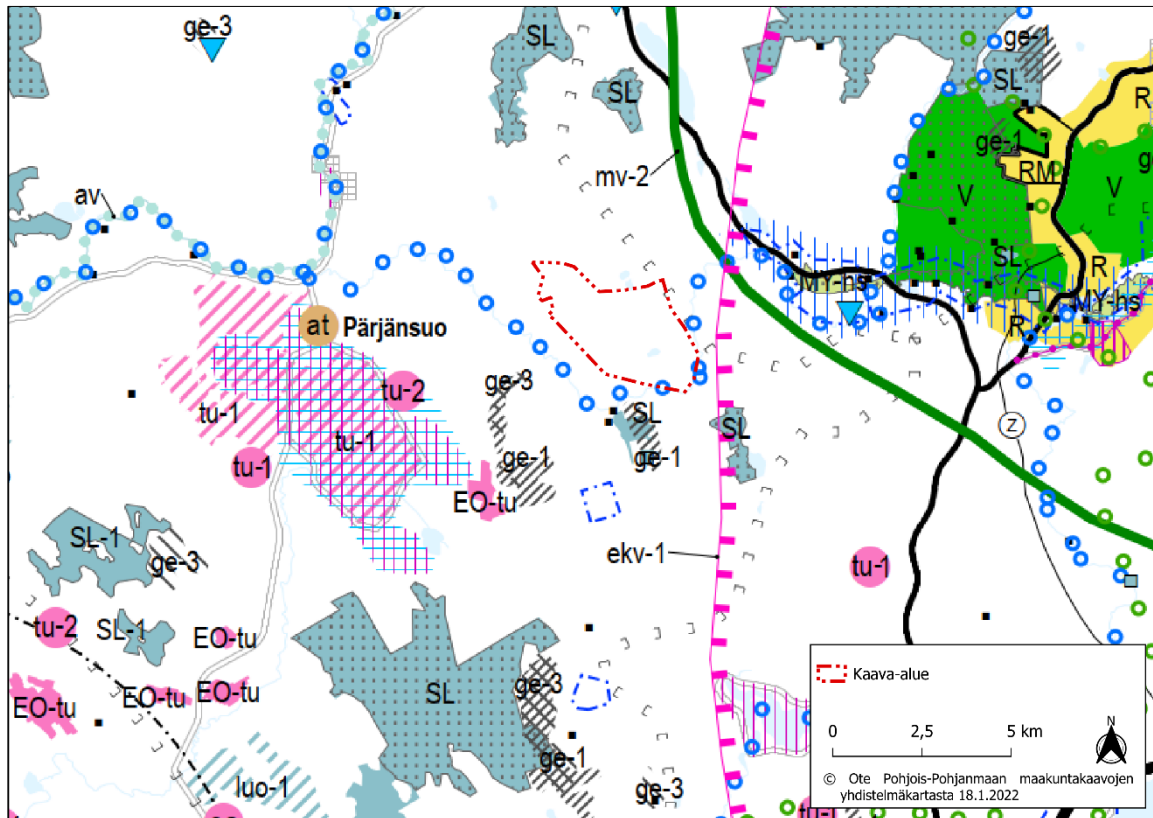 ge-3
SL
ge-1
SL
SL
R
ge-1
mv-2
RM
V
V
av
SL
R
MY-hs
MY-hs
at Pärjänsuo
R
ge-3
tu-2
tu-1
SL
Z
tu-1
SL
tu-1
ge-1
ge-1
EO-tu
SL-1
ge-3
ekv-1
tu-1
tu-2
SL-1
EO-tu
SL
ge-3
EO-tu
EO-tu
EO-tu
luo-1
ge-1
ge-3
Kaava-alue
0 2,5 5 km
N
© Ote Pohjois-Pohjanmaan maakuntakaavojen
yhdistelmäkartasta 18.1.2022